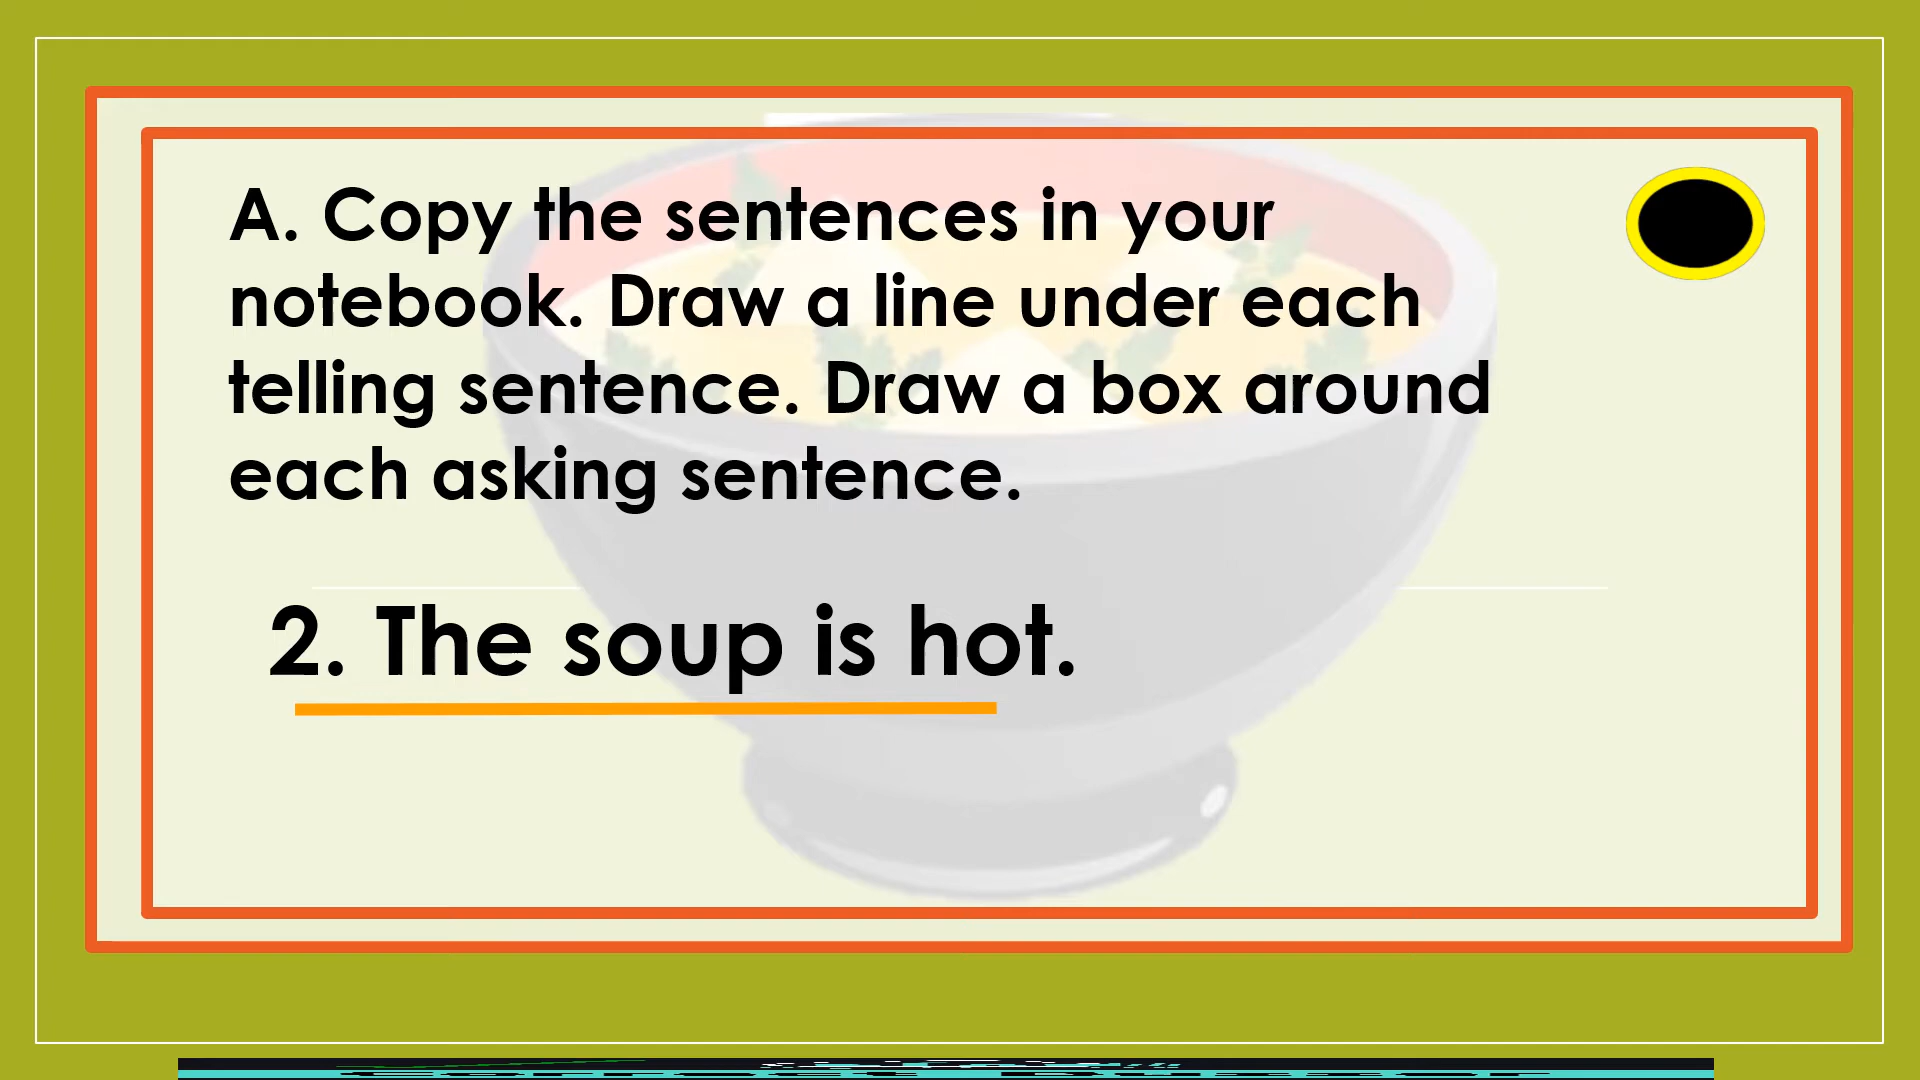 A. Copy the sentences in your
notebook. Draw a line under each
telling sentence. Draw a box around
each asking sentence.
2. The soup is hot.